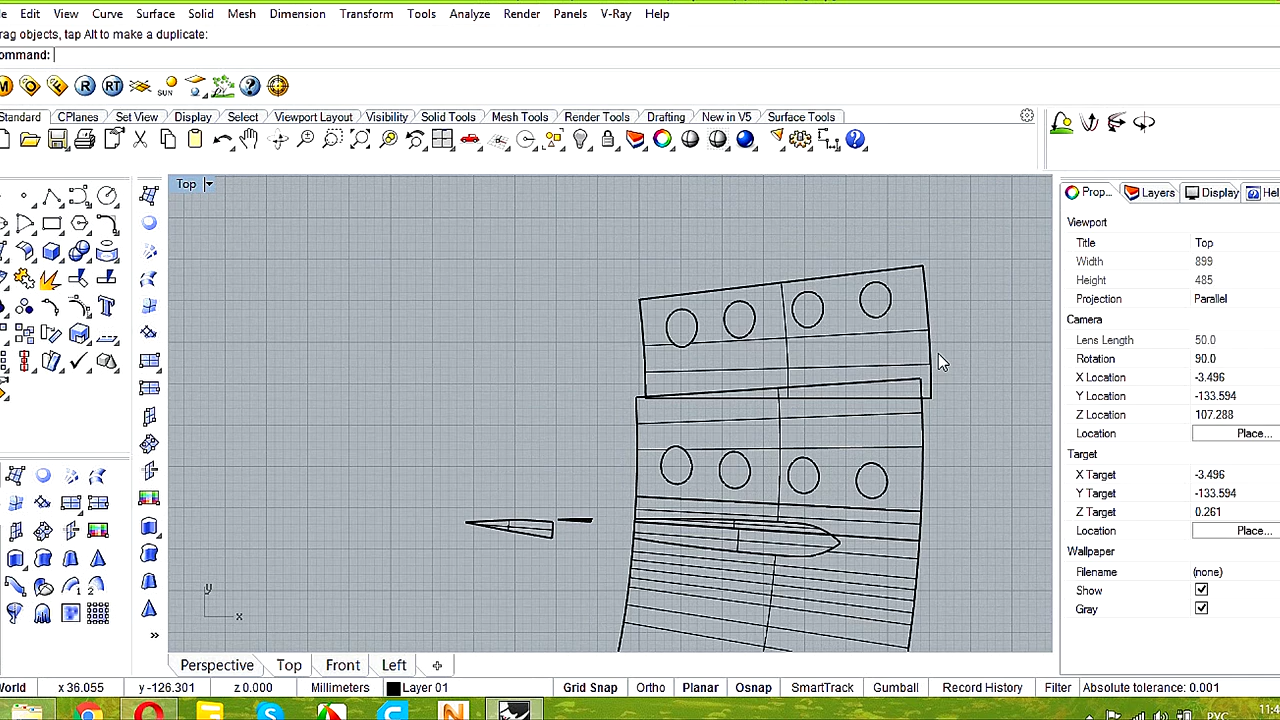 Edit View Curve Surface Solid Mesh Dimension Transform Tools Analyze Render Panels V-Ray Help
rag objects, tap Alt to make a duplicate:
ommand:
M R RT SUN ?
Standard CPlanes Set View Display Select Viewport Layout Visibility Solid Tools Mesh Tools Render Tools Drafting New in V5 Surface Tools
Top
Prop... Layers Display Hel
Viewport
Title Top
Width 899
Height 485
Projection Parallel
Camera
Lens Length 50.0
Rotation 90.0
X Location -3.496
Y Location -133.594
Z Location 107.288
Location Place...
Target
X Target -3.496
Y Target -133.594
Z Target 0.261
Location Place...
Wallpaper
Filename (none)
Show
Gray
y
x
Perspective Top Front Left
World x 36.055 y -126.301 z 0.000 Millimeters Layer 01 Grid Snap Ortho Planar Osnap SmartTrack Gumball Record History Filter Absolute tolerance: 0.001
РУС 11:4